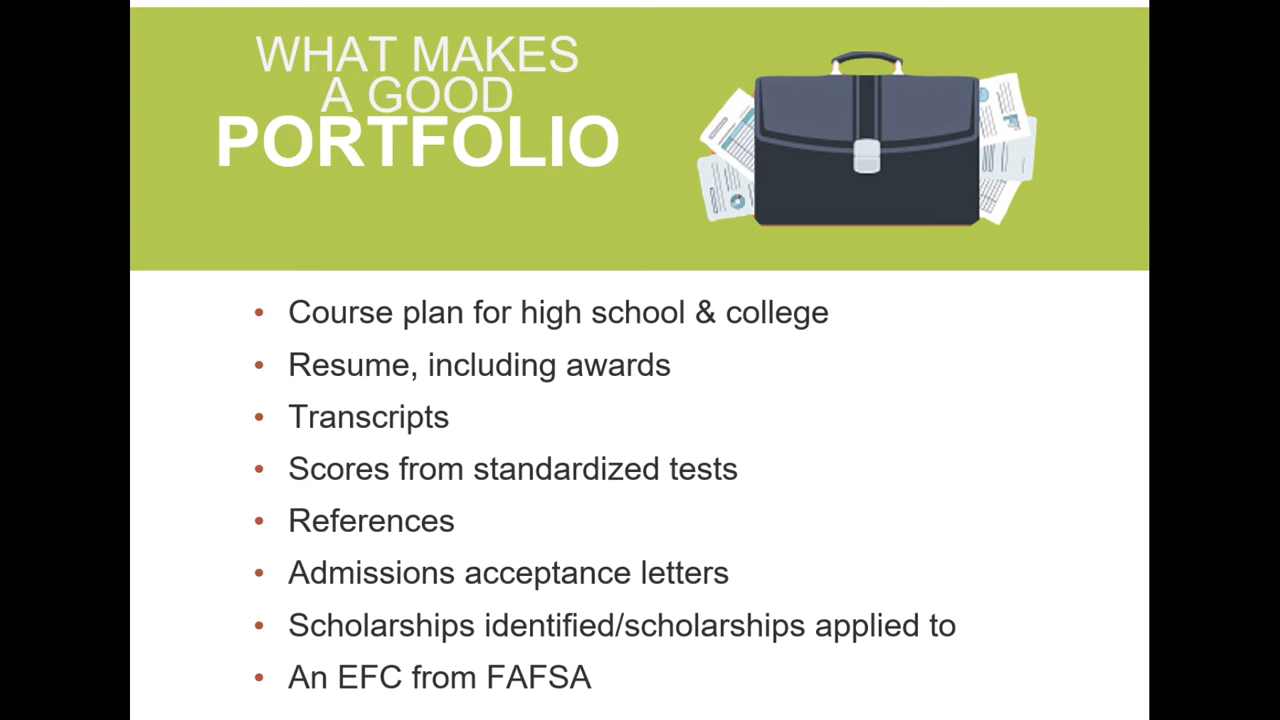 WHAT MAKES
A GOOD
PORTFOLIO
• Course plan for high school & college
• Resume, including awards
• Transcripts
• Scores from standardized tests
• References
• Admissions acceptance letters
• Scholarships identified/scholarships applied to
• An EFC from FAFSA